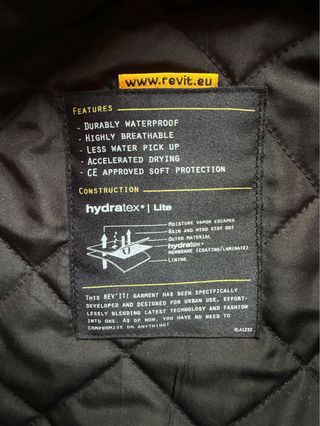 www.revit.eu
FEATURES
- DURABLY WATERPROOF
- HIGHLY BREATHABLE
- LESS WATER PICK UP
- ACCELERATED DRYING
- CE APPROVED SOFT PROTECTION
CONSTRUCTION
hydratex® | Lite
MOISTURE VAPOR ESCAPES
RAIN AND WIND STAY OUT
OUTER MATERIAL
hydratex®
MEMBRANE (COATING/LAMINATE)
LINING
THIS REV'IT! GARMENT HAS BEEN SPECIFICALLY
DEVELOPED AND DESIGNED FOR URBAN USE, EFFORT-
LESSLY BLENDING LATEST TECHNOLOGY AND FASHION
INTO ONE. AS OF NOW, YOU HAVE NO NEED TO
COMPROMISE ON ANYTHING!